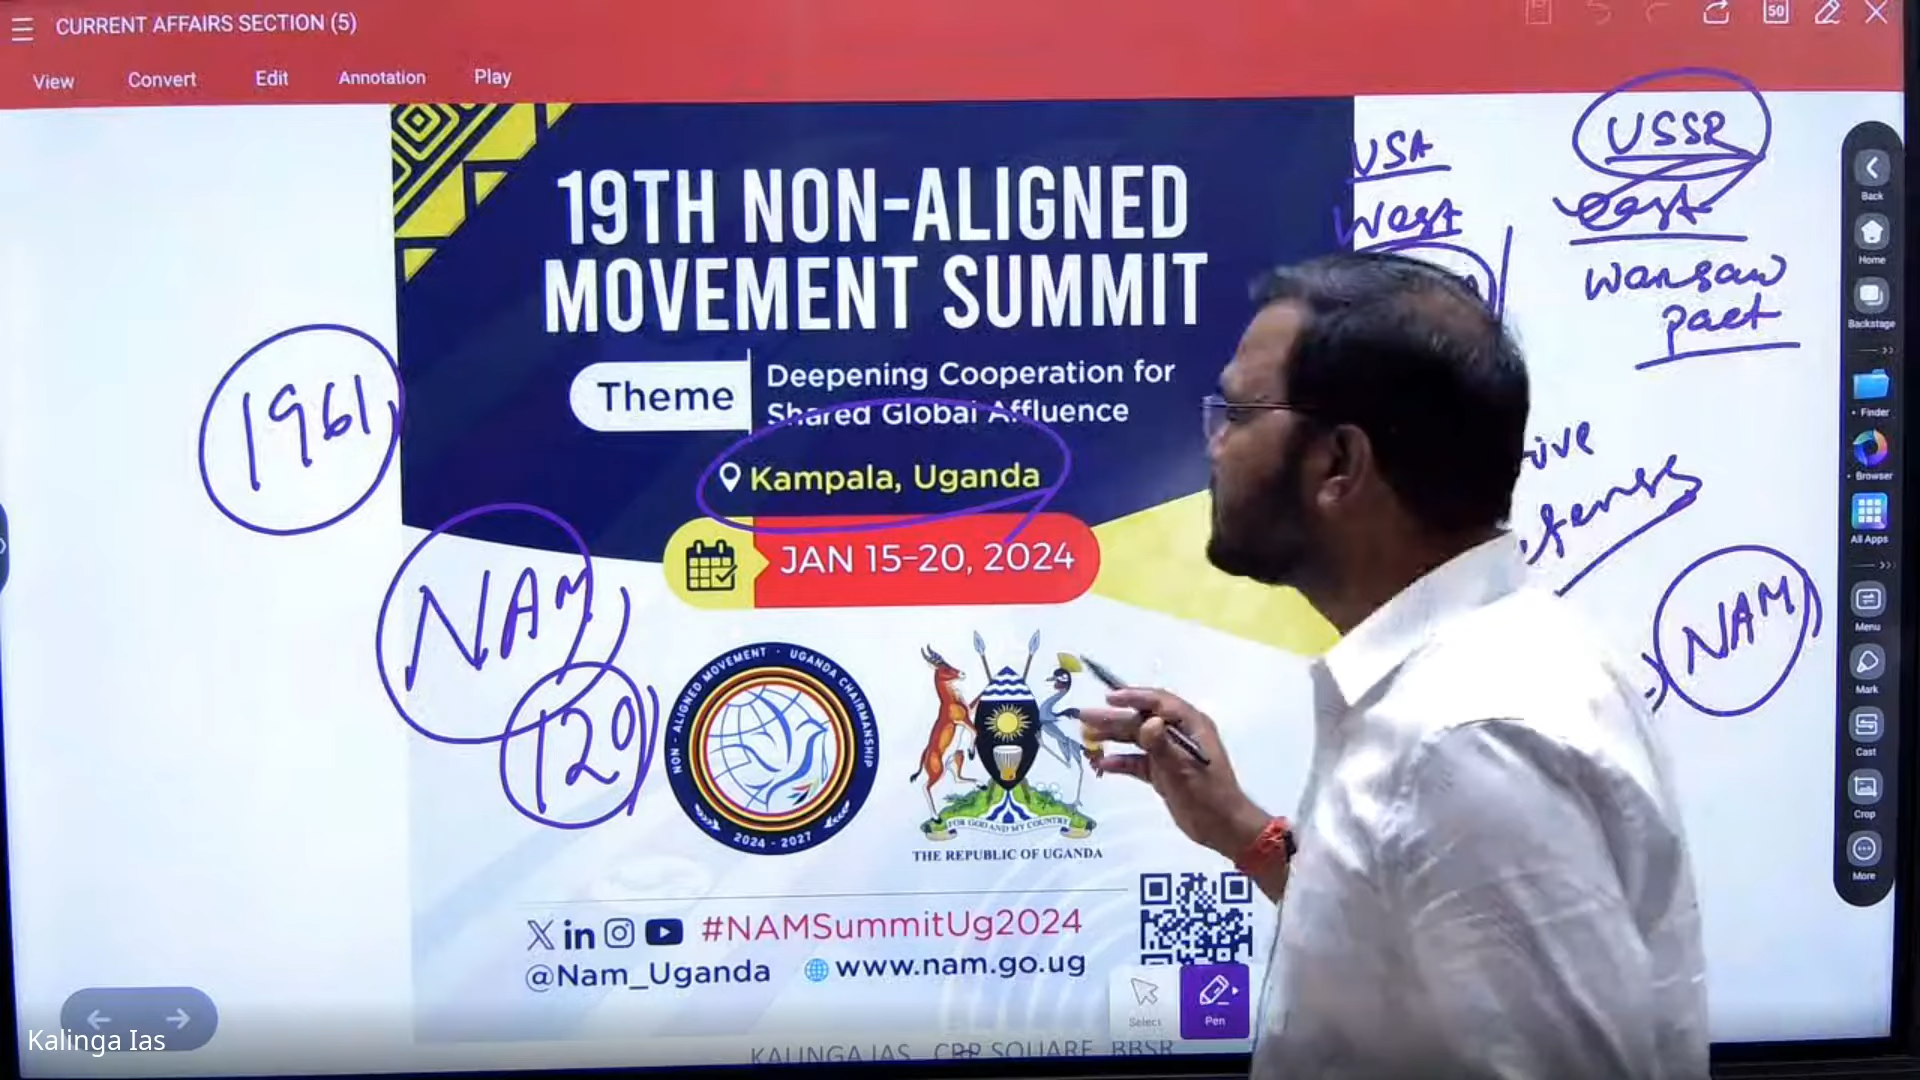 CURRENT AFFAIRS SECTION (5)
50
View Convert Edit Annotation Play
19TH NON-ALIGNED
MOVEMENT SUMMIT
Theme
Deepening Cooperation for
Shared Global Affluence
Kampala, Uganda
JAN 15-20, 2024
1961
NAM
120
USA
West
USSR
East
Warsaw
Pact
NAM
NON - ALIGNED MOVEMENT · UGANDA CHAIRMANSHIP
2024 - 2027
FOR GOD AND MY COUNTRY
THE REPUBLIC OF UGANDA
#NAMSummitUg2024
@Nam_Uganda www.nam.go.ug
Select
Pen
KALINGA IAS, CRP SQUARE, BBSR
Kalinga Ias
Back
Home
Backstage
Finder
Browser
All Apps
Menu
Mark
Cast
Crop
More